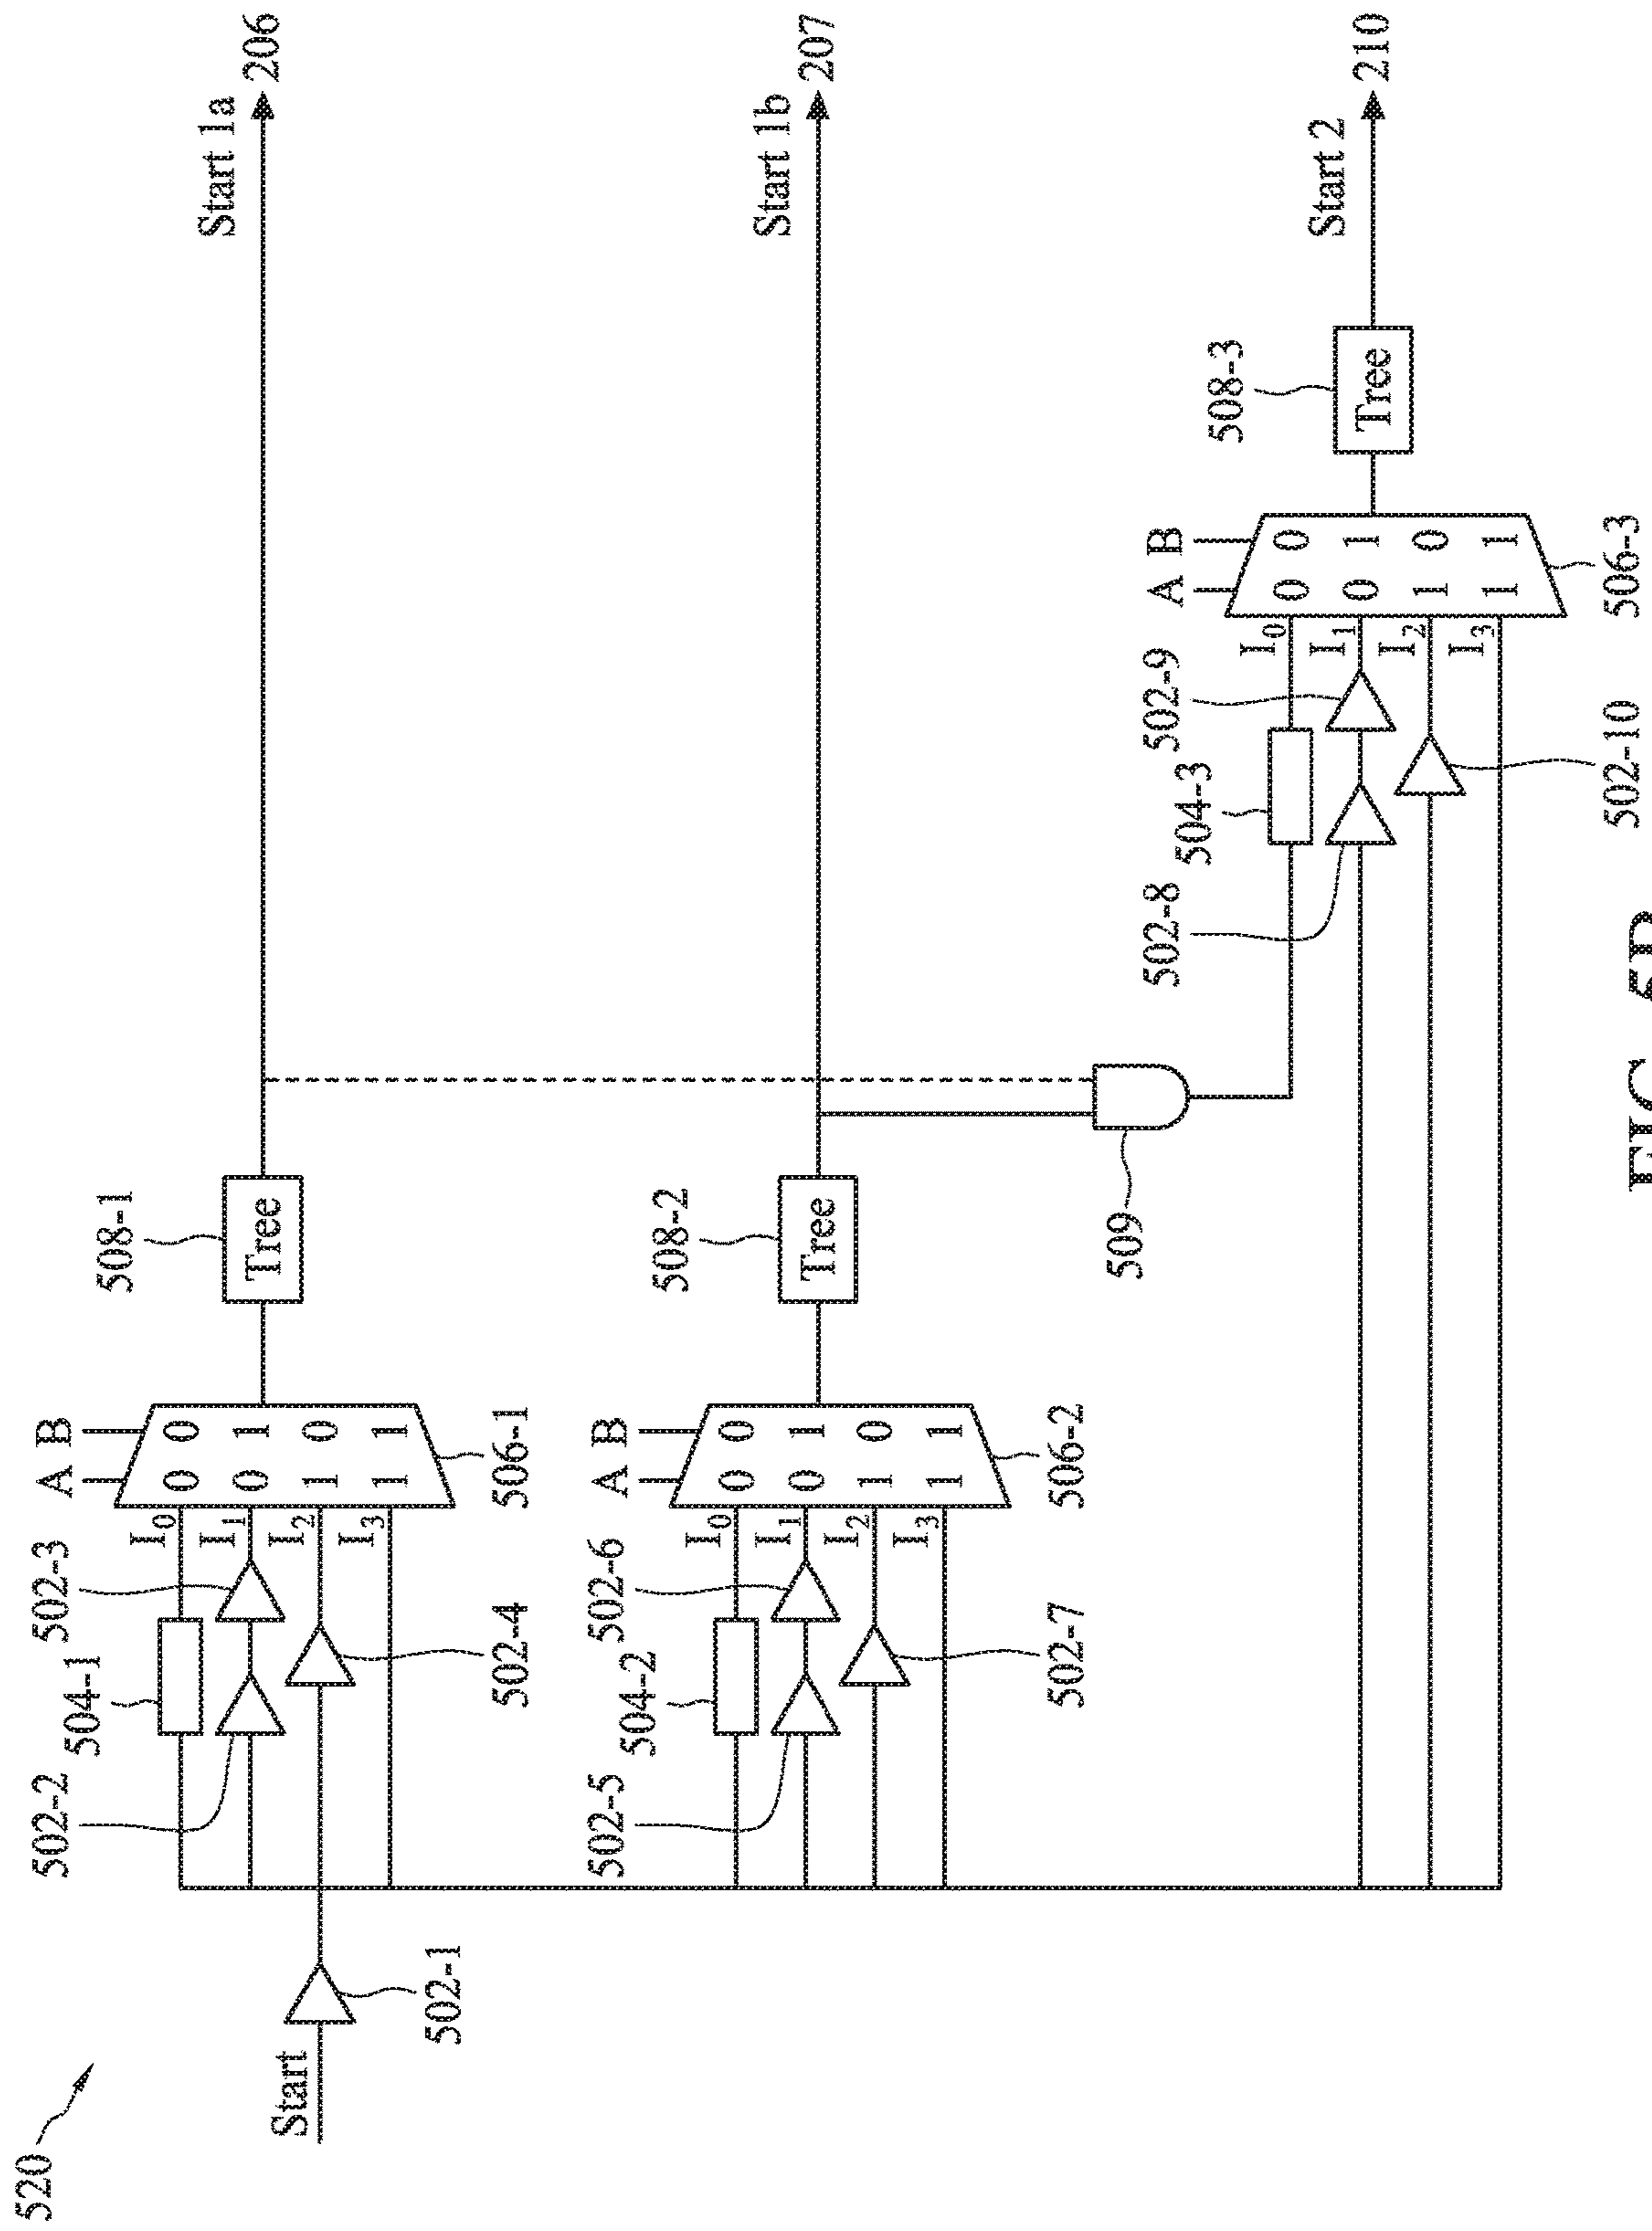 520
Start
502-1
502-2
504-1
502-3
502-4
I0
I1
I2
I3
A B
0 0
0 1
1 0
1 1
506-1
508-1
Tree
Start 1a
206
502-5
504-2
502-6
502-7
I0
I1
I2
I3
A B
0 0
0 1
1 0
1 1
506-2
508-2
Tree
Start 1b
207
509
502-8
504-3
502-9
502-10
I0
I1
I2
I3
A B
0 0
0 1
1 0
1 1
506-3
508-3
Tree
Start 2
210
FIG.